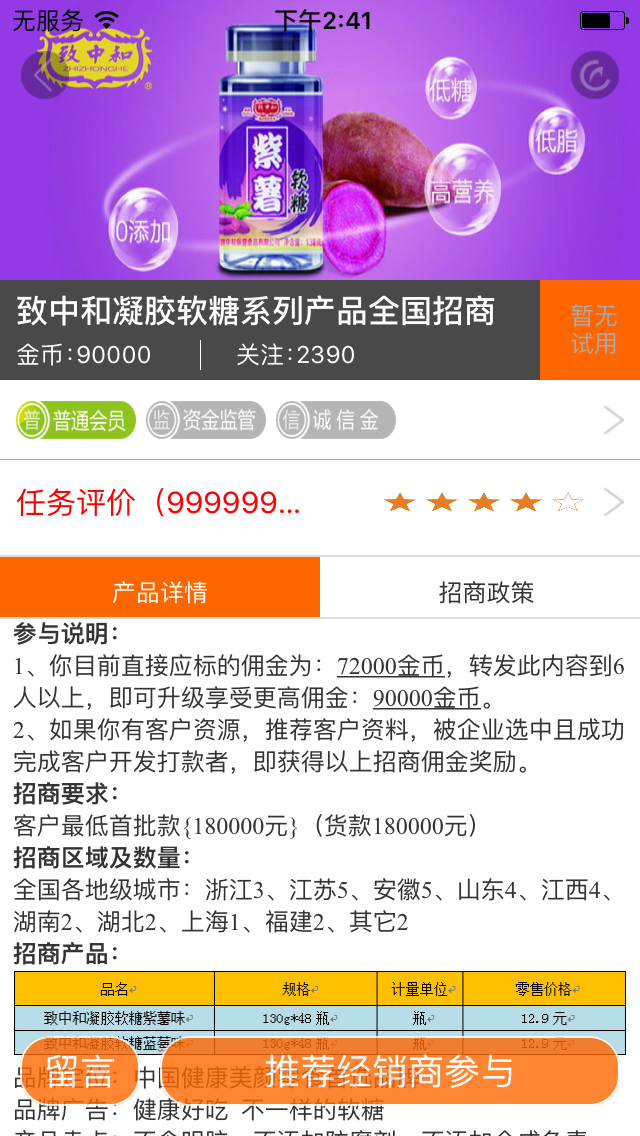 无服务
下午2:41
致中和
ZHIZHONGHE
低糖
低脂
高营养
0添加
致中和
紫薯
软糖
致中和凝胶软糖系列产品全国招商
金币:90000
关注:2390
暂无
试用
普 普通会员
监 资金监管
信 诚信金
任务评价（999999...
产品详情
招商政策
参与说明：
1、你目前直接应标的佣金为：72000金币，转发此内容到6
人以上，即可升级享受更高佣金：90000金币。
2、如果你有客户资源，推荐客户资料，被企业选中且成功
完成客户开发打款者，即获得以上招商佣金奖励。
招商要求：
客户最低首批款{180000元}（货款180000元）
招商区域及数量：
全国各地级城市：浙江3、江苏5、安徽5、山东4、江西4、
湖南2、湖北2、上海1、福建2、其它2
招商产品：
品名 规格 计量单位 零售价格
致中和凝胶软糖紫薯味 130g*48 瓶 瓶 12.9 元
致中和凝胶软糖蓝莓味 130g*48 瓶 瓶 12.9 元
留言
推荐经销商参与
品牌定位：中国健康美颜
品牌广告：健康好吃 不一样的软糖